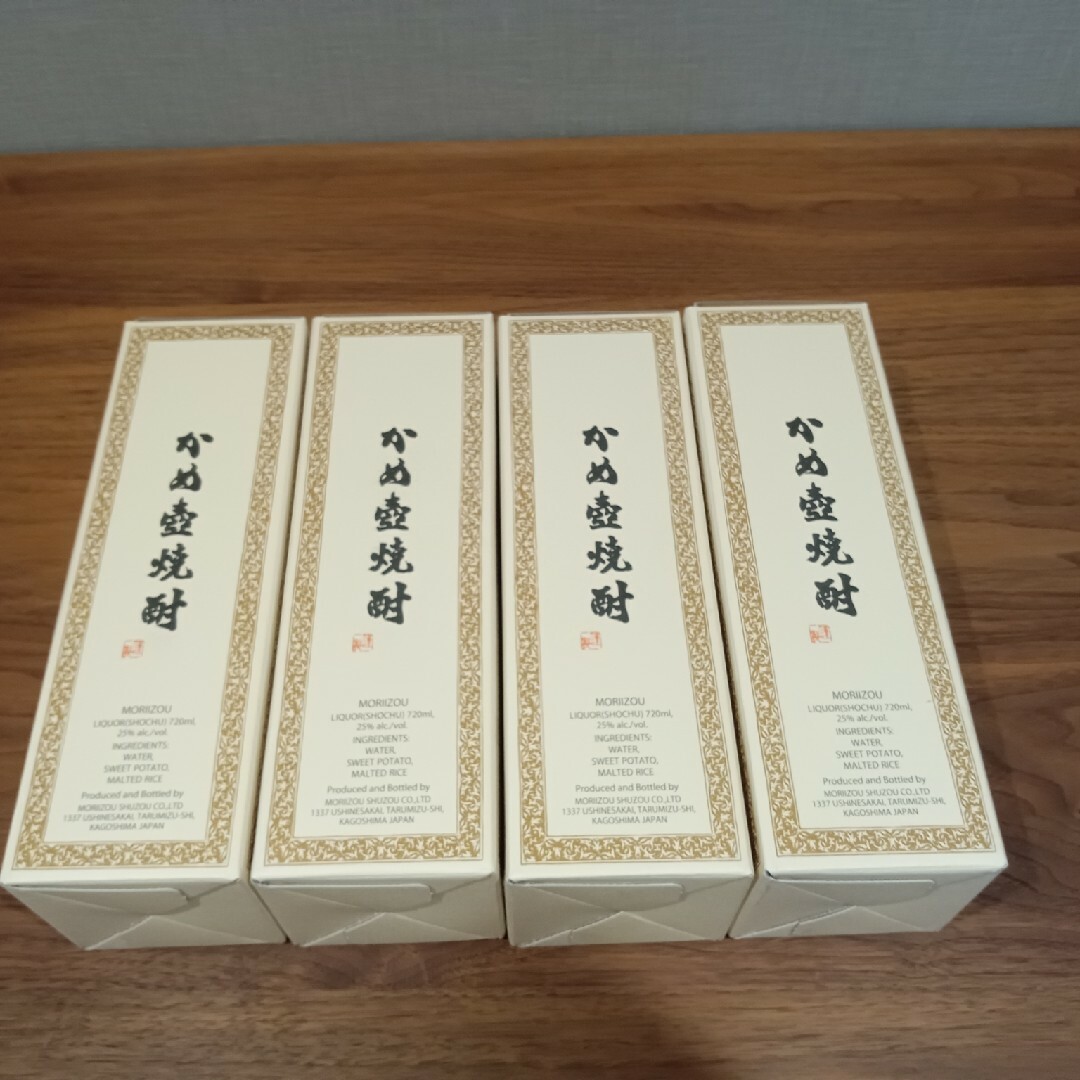 かめ壺焼酎
MORIIZOU
LIQUOR(SHOCHU) 720ml,
25% alc./vol.
INGREDIENTS:
WATER,
SWEET POTATO,
MALTED RICE
Produced and Bottled by
MORIIZOU SHUZOU CO.,LTD
1337 USHINESAKAI, TARUMIZU-SHI,
KAGOSHIMA JAPAN
かめ壺焼酎
MORIIZOU
LIQUOR(SHOCHU) 720ml,
25% alc./vol.
INGREDIENTS:
WATER,
SWEET POTATO,
MALTED RICE
Produced and Bottled by
MORIIZOU SHUZOU CO.,LTD
1337 USHINESAKAI, TARUMIZU-SHI,
KAGOSHIMA JAPAN
かめ壺焼酎
MORIIZOU
LIQUOR(SHOCHU) 720ml,
25% alc./vol.
INGREDIENTS:
WATER,
SWEET POTATO,
MALTED RICE
Produced and Bottled by
MORIIZOU SHUZOU CO.,LTD
1337 USHINESAKAI, TARUMIZU-SHI,
KAGOSHIMA JAPAN
かめ壺焼酎
MORIIZOU
LIQUOR(SHOCHU) 720ml,
25% alc./vol.
INGREDIENTS:
WATER,
SWEET POTATO,
MALTED RICE
Produced and Bottled by
MORIIZOU SHUZOU CO.,LTD
1337 USHINESAKAI, TARUMIZU-SHI,
KAGOSHIMA JAPAN